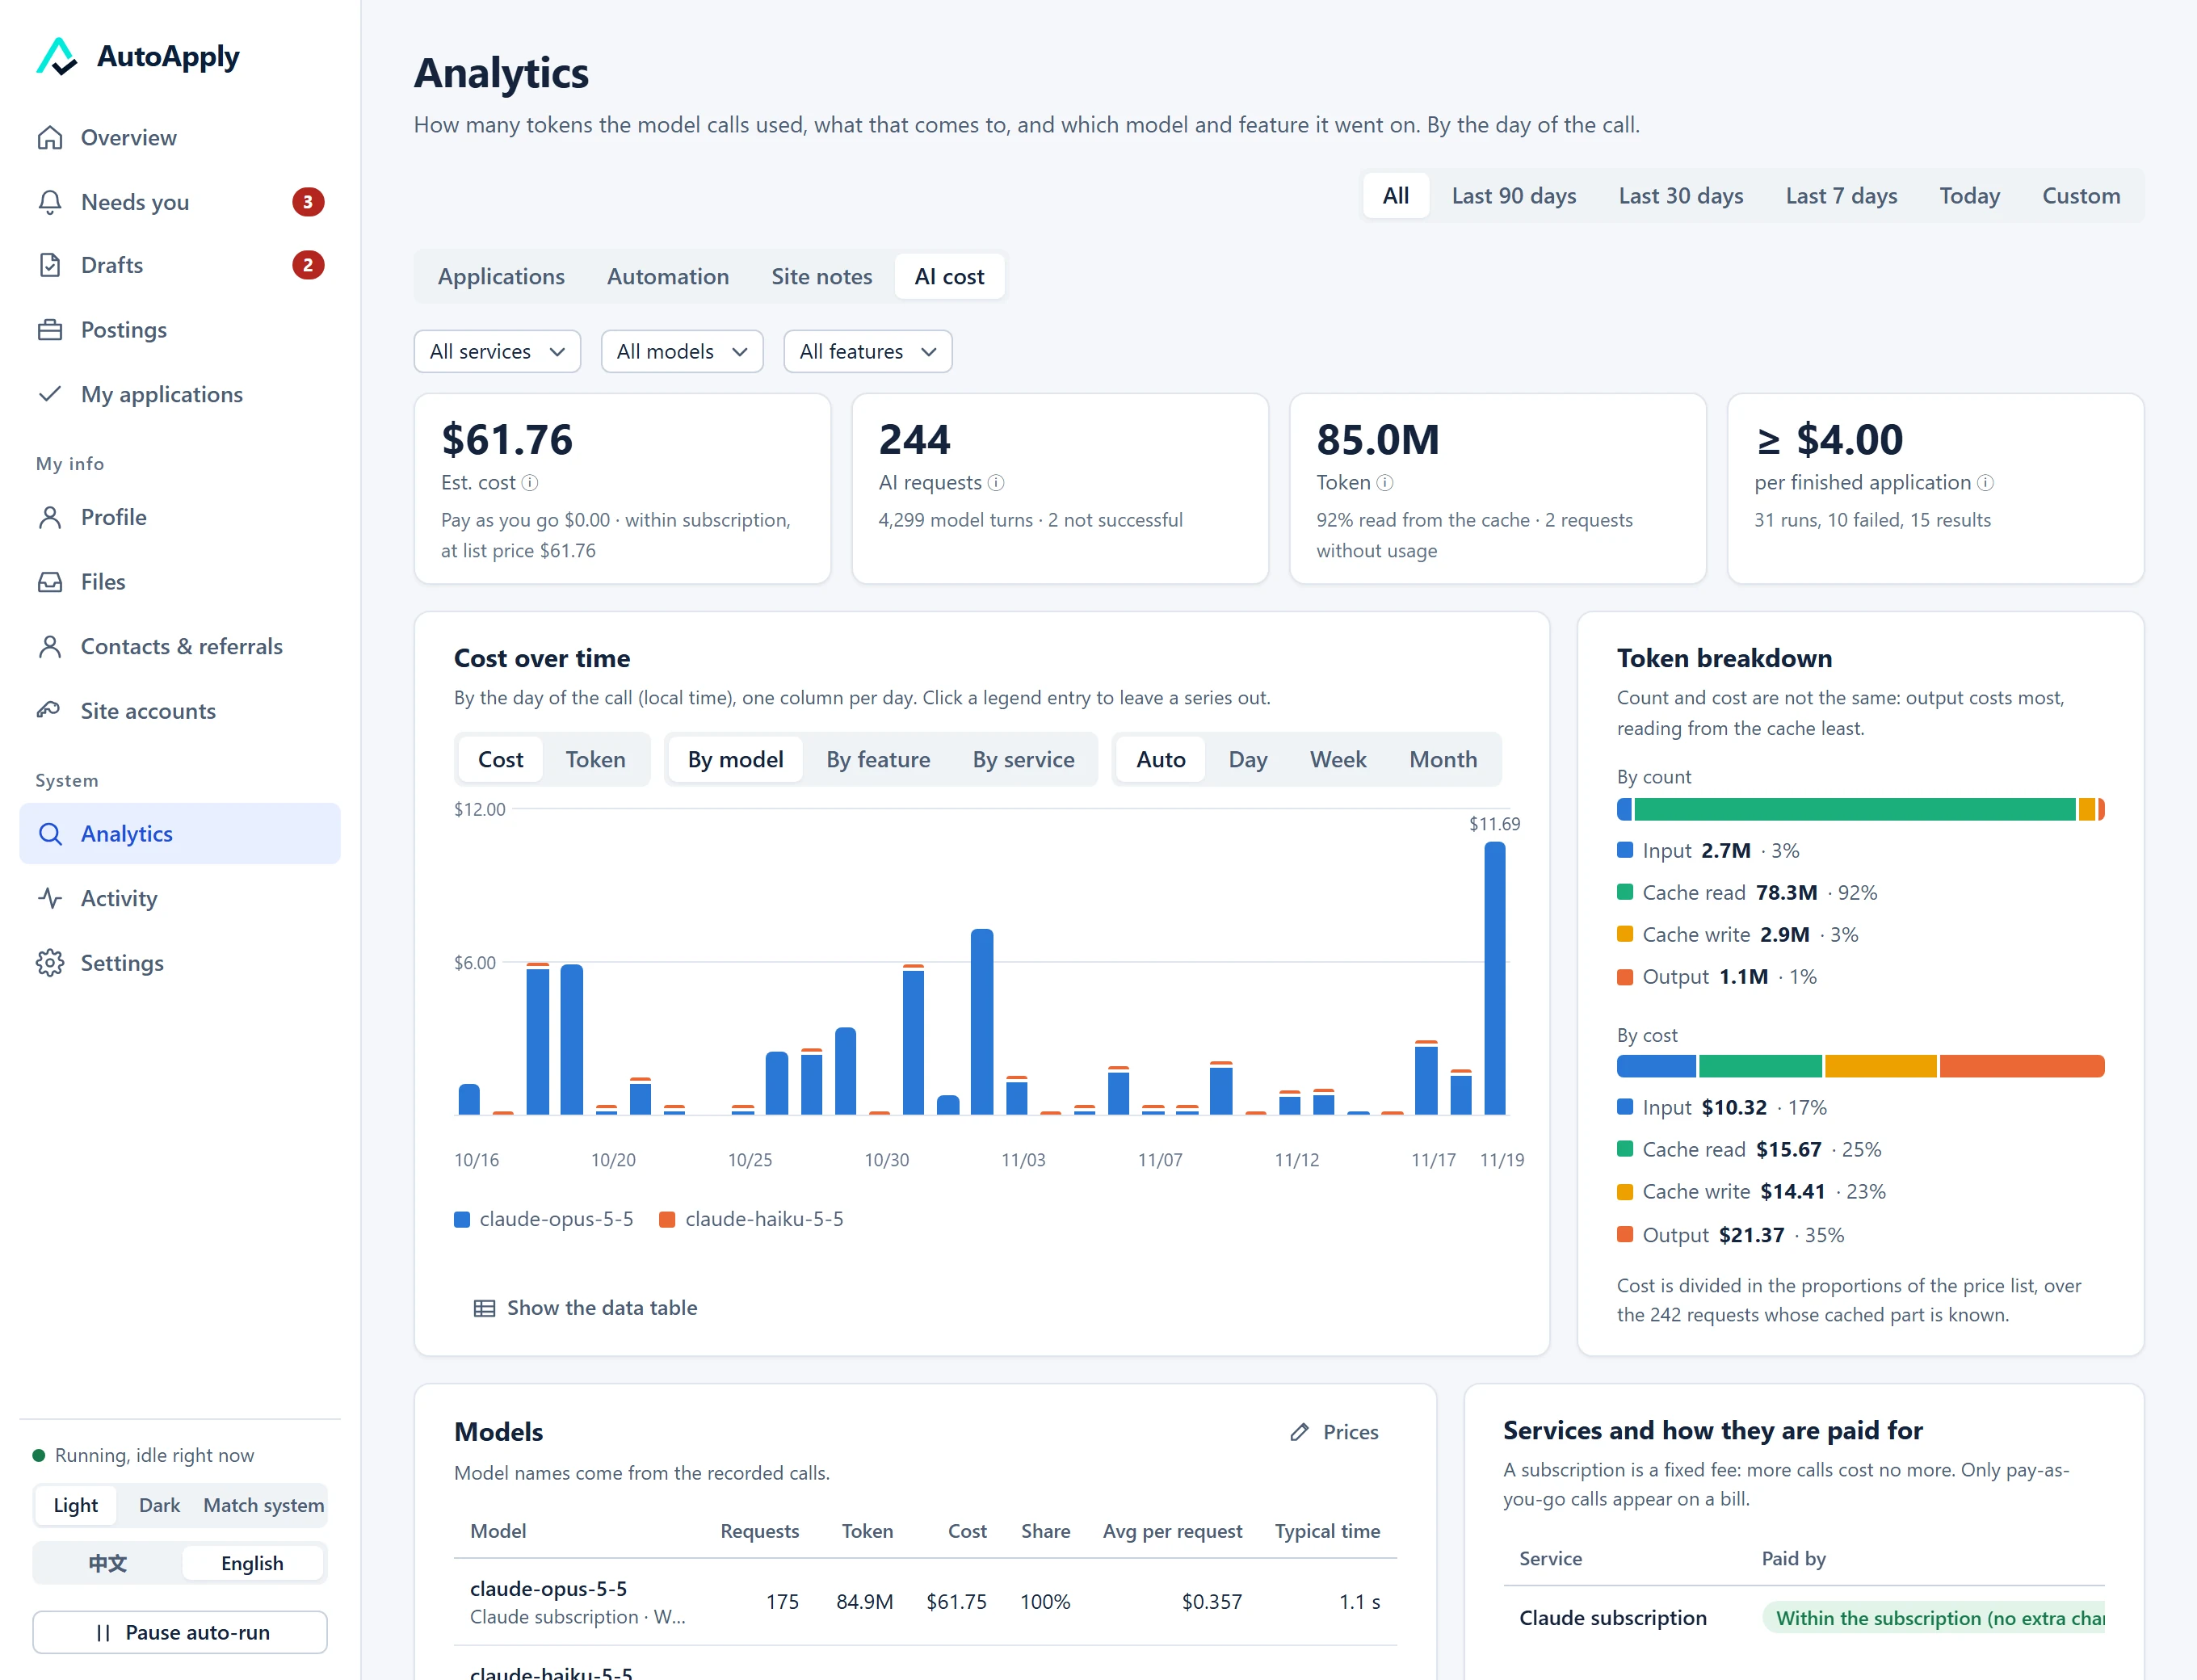 AutoApply
Overview
Needs you 3
Drafts 2
Postings
My applications
My info
Profile
Files
Contacts & referrals
Site accounts
System
Analytics
Activity
Settings
Running, idle right now
Light Dark Match system
中文 English
Pause auto-run
Analytics
How many tokens the model calls used, what that comes to, and which model and feature it went on. By the day of the call.
All Last 90 days Last 30 days Last 7 days Today Custom
Applications Automation Site notes AI cost
All services All models All features
$61.76
Est. cost
Pay as you go $0.00 · within subscription,
at list price $61.76
244
AI requests
4,299 model turns · 2 not successful
85.0M
Token
92% read from the cache · 2 requests
without usage
≥ $4.00
per finished application
31 runs, 10 failed, 15 results
Cost over time
By the day of the call (local time), one column per day. Click a legend entry to leave a series out.
Cost Token By model By feature By service Auto Day Week Month
$12.00
$11.69
$6.00
10/16 10/20 10/25 10/30 11/03 11/07 11/12 11/17 11/19
claude-opus-5-5 claude-haiku-5-5
Show the data table
Token breakdown
Count and cost are not the same: output costs most,
reading from the cache least.
By count
Input 2.7M · 3%
Cache read 78.3M · 92%
Cache write 2.9M · 3%
Output 1.1M · 1%
By cost
Input $10.32 · 17%
Cache read $15.67 · 25%
Cache write $14.41 · 23%
Output $21.37 · 35%
Cost is divided in the proportions of the price list, over
the 242 requests whose cached part is known.
Models
Prices
Model names come from the recorded calls.
Model Requests Token Cost Share Avg per request Typical time
claude-opus-5-5 175 84.9M $61.75 100% $0.357 1.1 s
Claude subscription · W...
claude-haiku-5-5
Services and how they are paid for
A subscription is a fixed fee: more calls cost no more. Only pay-as-
you-go calls appear on a bill.
Service Paid by
Claude subscription Within the subscription (no extra char